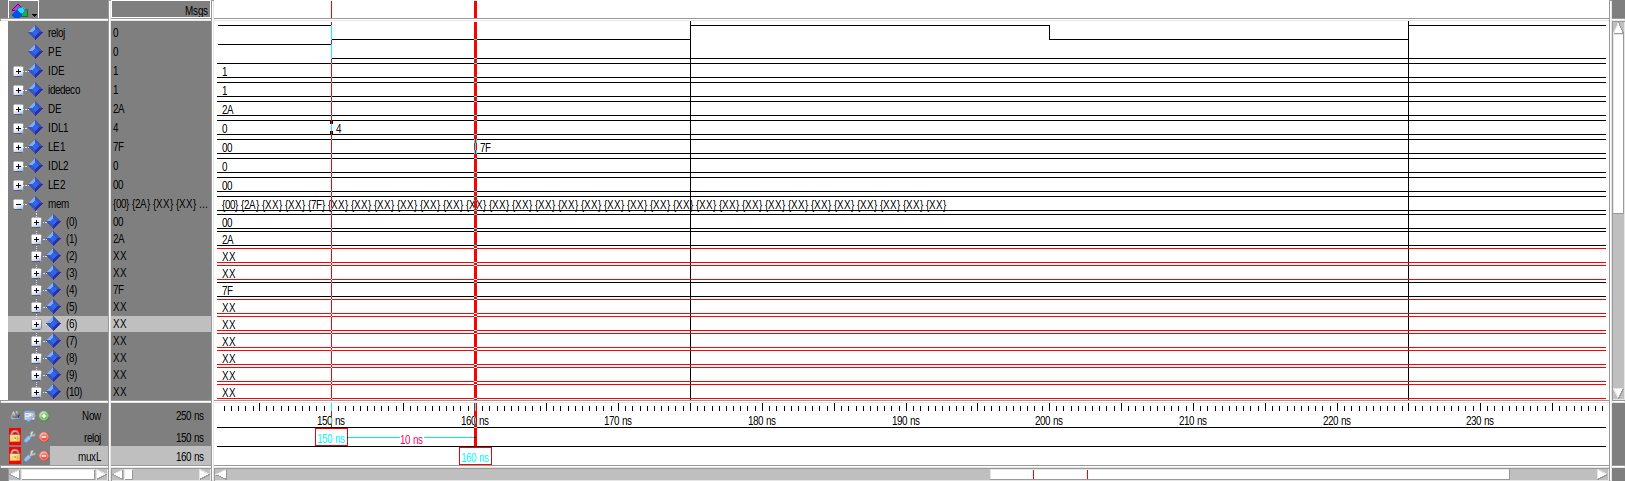 Msgs
reloj 0
PE 0
IDE 1 1
idedeco 1 1
DE 2A 2A
IDL1 4 0 4
LE1 7F 00 7F
IDL2 0 0
LE2 00 00
mem {00} {2A} {XX} {XX} ... {00} {2A} {XX} {XX} {7F} {XX} {XX} {XX} {XX} {XX} {XX} {XX} {XX} {XX} {XX} {XX} {XX} {XX} {XX} {XX} {XX} {XX} {XX} {XX} {XX} {XX} {XX} {XX} {XX} {XX} {XX} {XX}
(0) 00 00
(1) 2A 2A
(2) XX XX
(3) XX XX
(4) 7F 7F
(5) XX XX
(6) XX XX
(7) XX XX
(8) XX XX
(9) XX XX
(10) XX XX
Now 250 ns 150 ns 160 ns 170 ns 180 ns 190 ns 200 ns 210 ns 220 ns 230 ns
reloj 150 ns 150 ns 10 ns
muxL 160 ns 160 ns